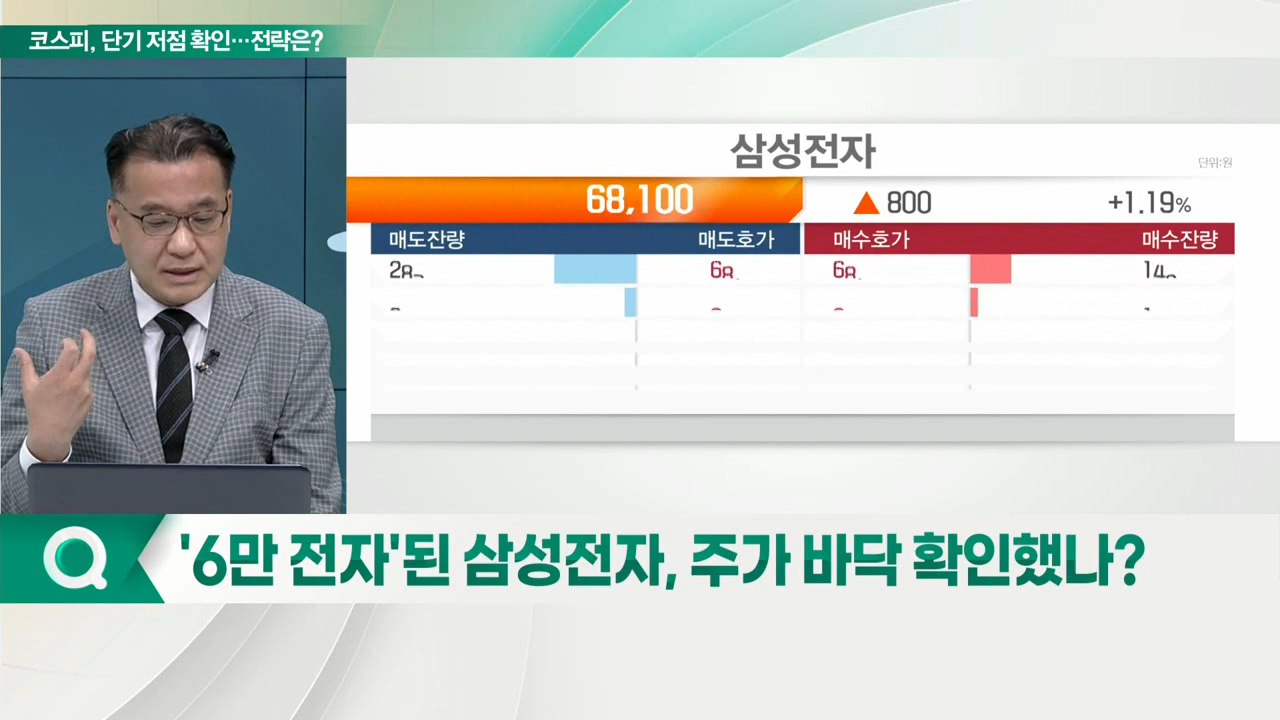 코스피, 단기 저점 확인…전략은?
삼성전자
단위:원
68,100 ▲ 800 +1.19%
매도잔량 매도호가 매수호가 매수잔량
'6만 전자'된 삼성전자, 주가 바닥 확인했나?